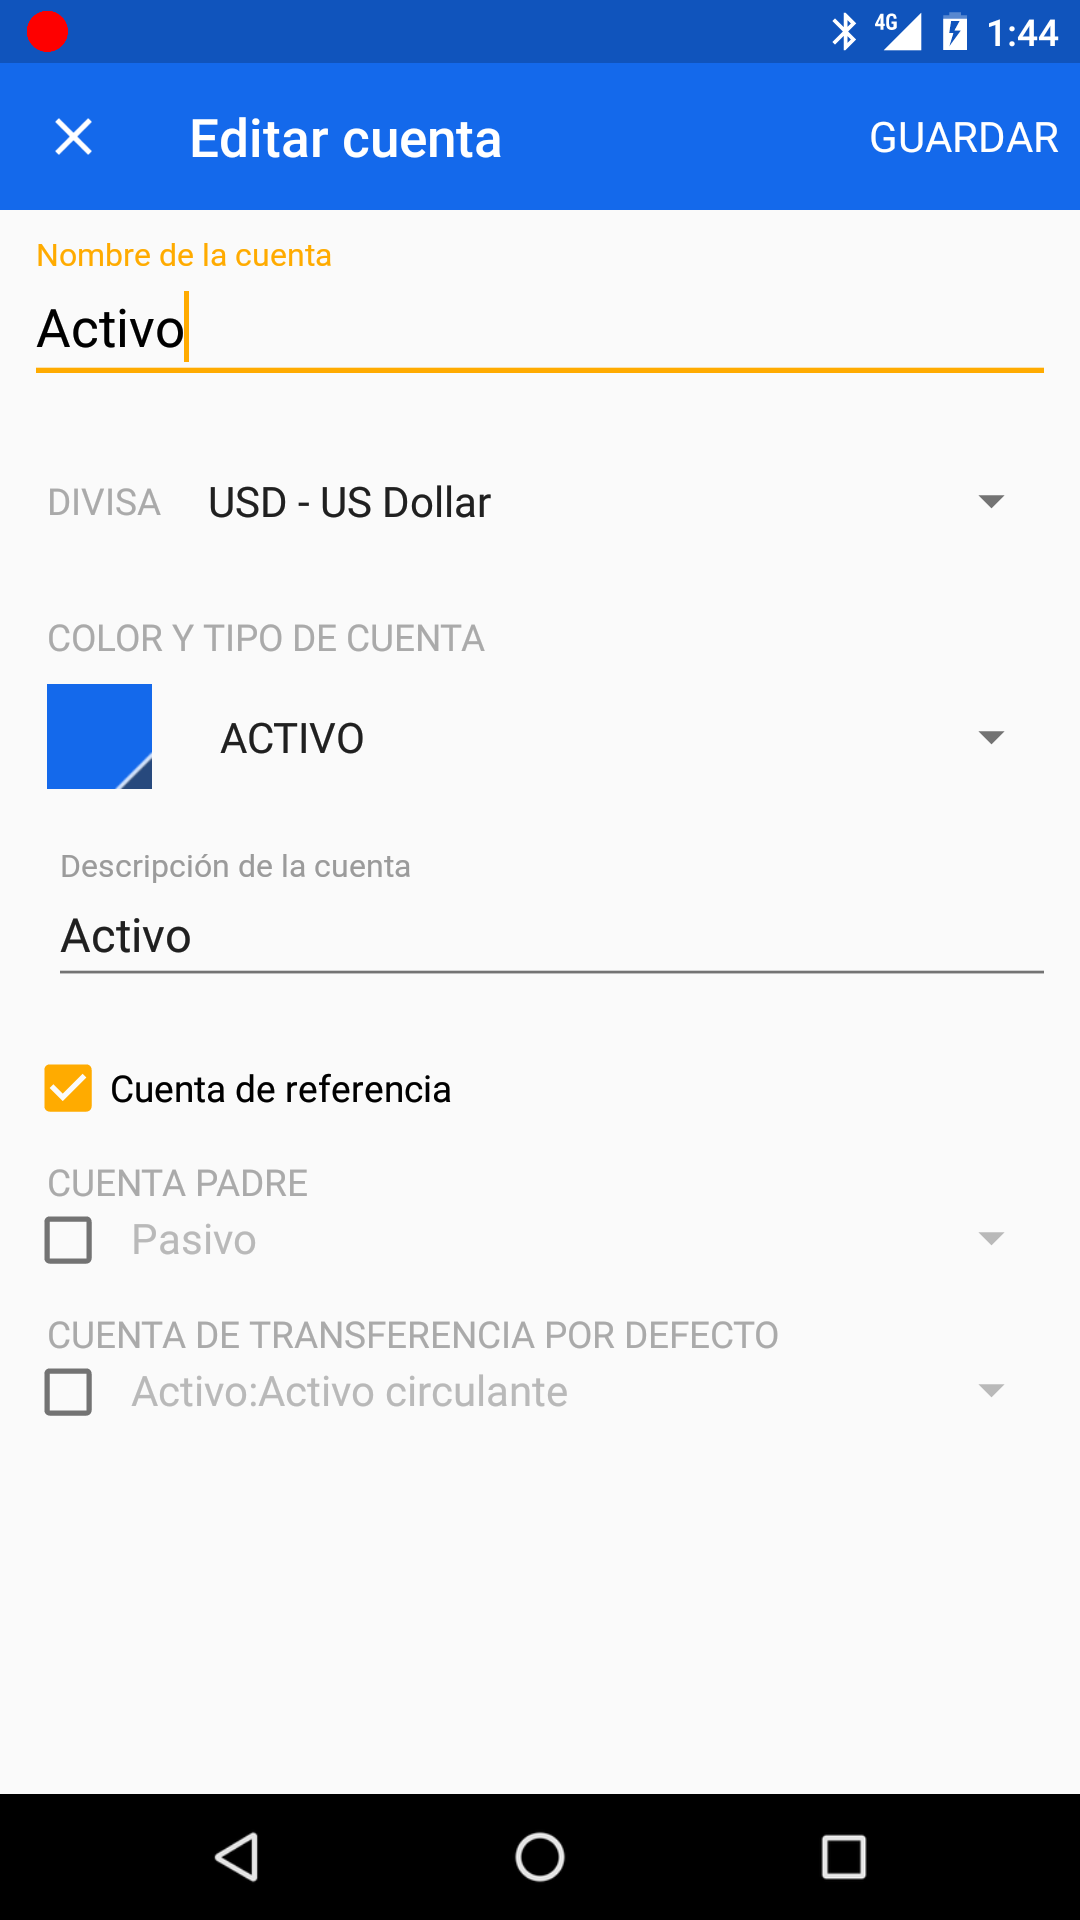 4G 1:44
Editar cuenta GUARDAR
Nombre de la cuenta
Activo
DIVISA USD - US Dollar
COLOR Y TIPO DE CUENTA
ACTIVO
Descripción de la cuenta
Activo
Cuenta de referencia
CUENTA PADRE
Pasivo
CUENTA DE TRANSFERENCIA POR DEFECTO
Activo:Activo circulante